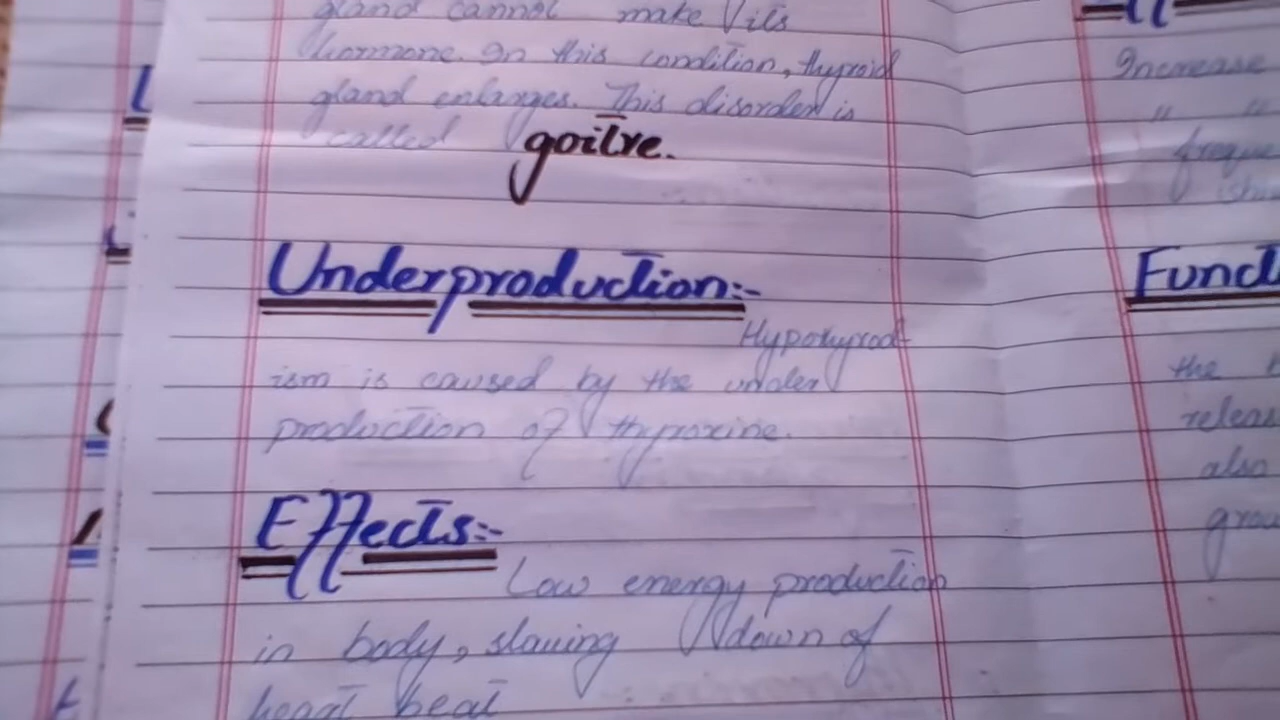 gland cannot make its
hormone. In this condition, thyroid
gland enlarges. This disorder is
called goitre.
Underproduction:-
Hypothyrod-
ism is caused by the under
production of thyroxine.
Effects:-
Low energy production
in body, slowing down of
heart beat
Increase
" "
freque
Funct
the
releas
also
grow